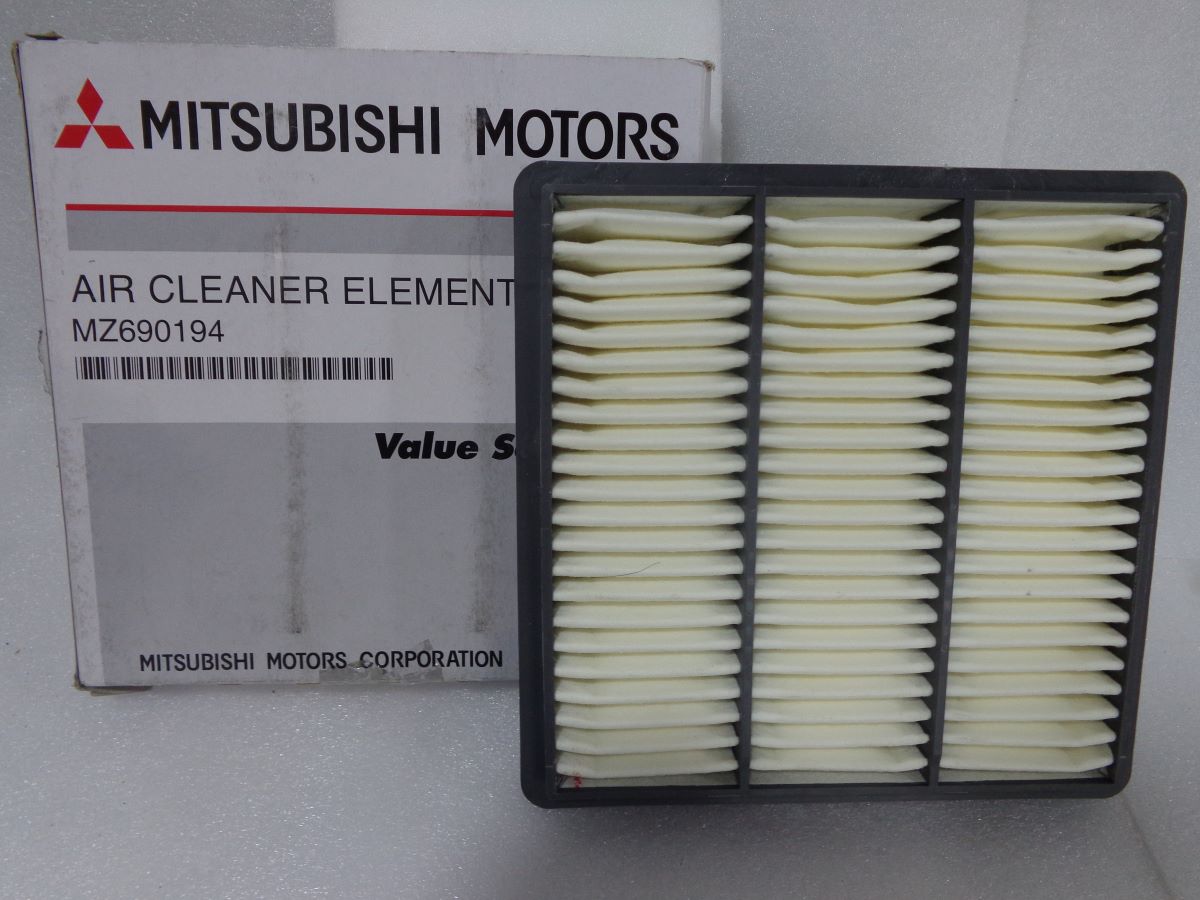 MITSUBISHI MOTORS
AIR CLEANER ELEMENT
MZ690194
Value
MITSUBISHI MOTORS CORPORATION